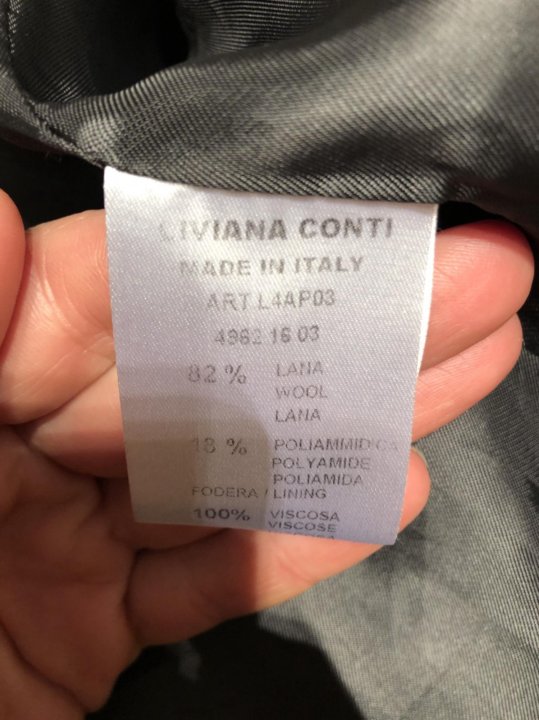 LIVIANA CONTI
MADE IN ITALY
ART L4AP03
4962 16 03
82 % LANA
WOOL
LANA
18 % POLIAMMIDICA
POLYAMIDE
POLIAMIDA
FODERA / LINING
100% VISCOSA
VISCOSE